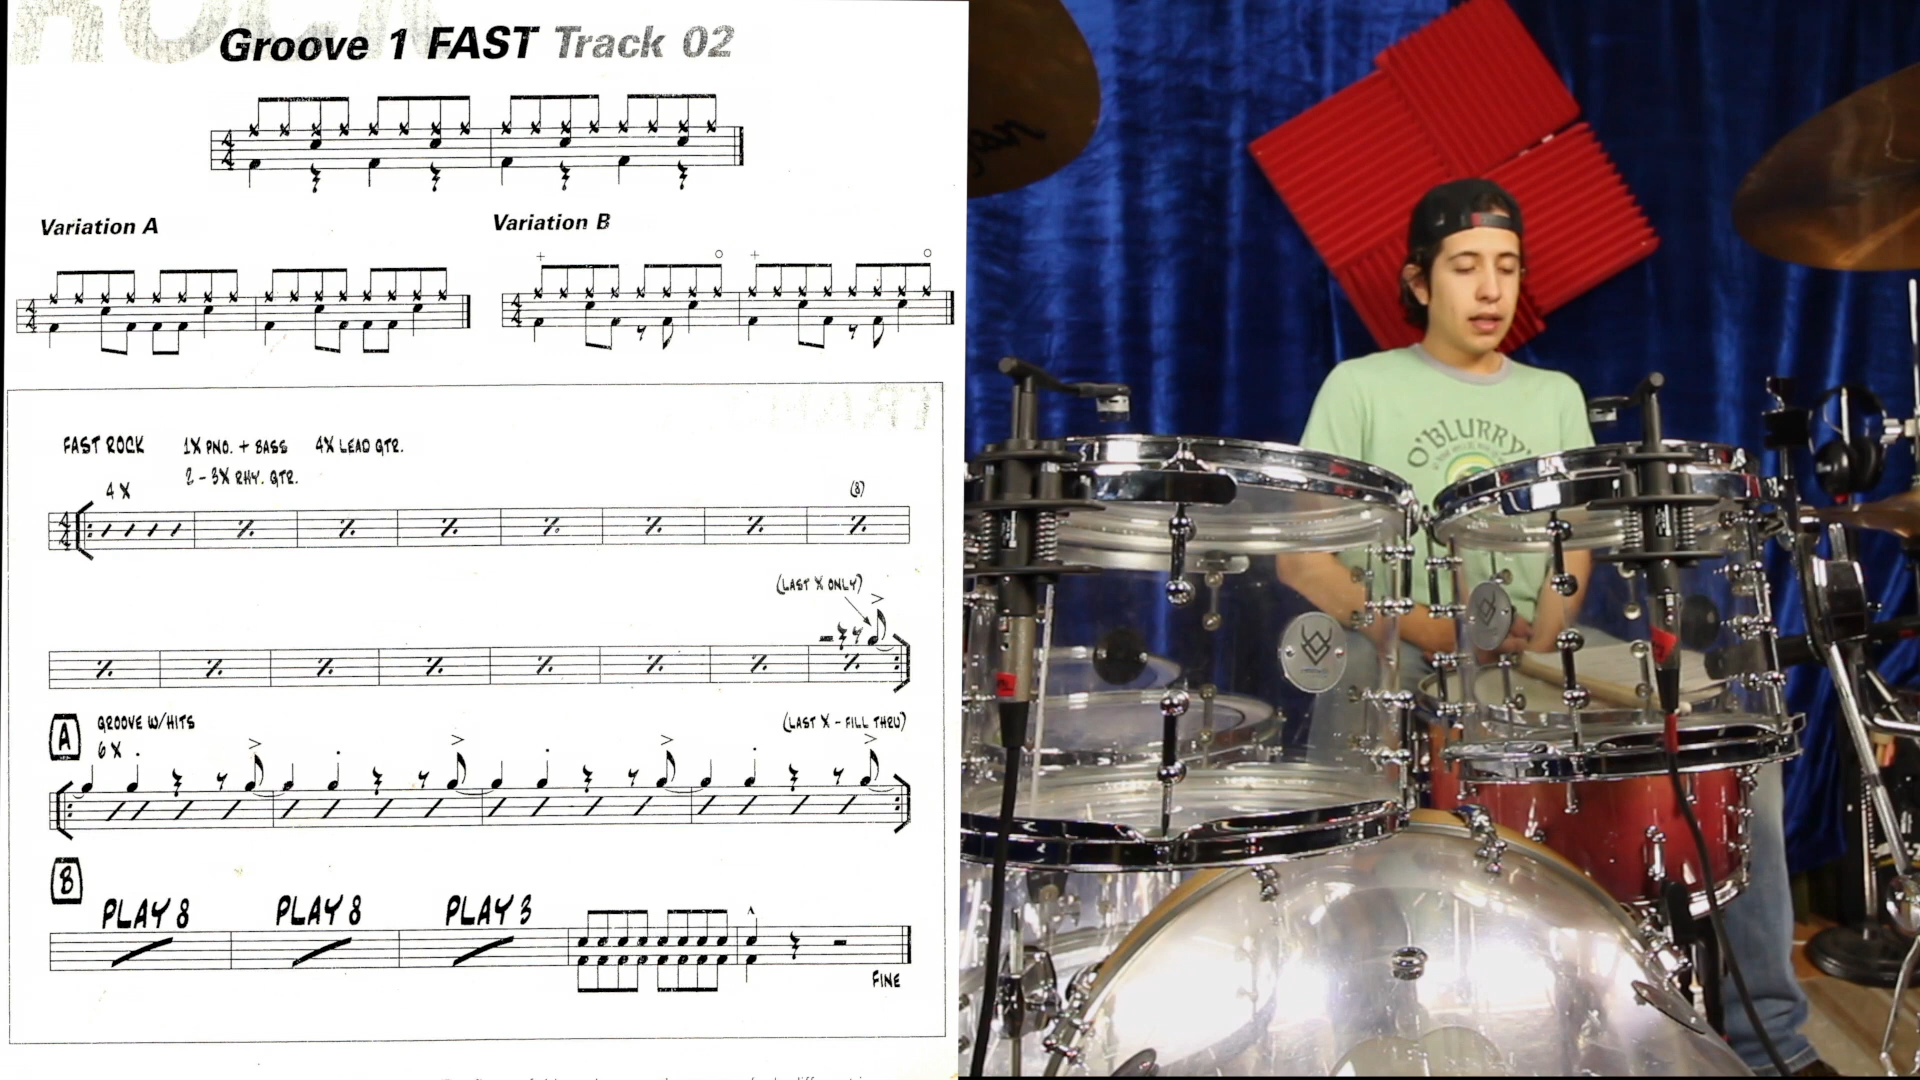 Groove 1 FAST Track 02
Variation A
Variation B
FAST ROCK 1X PNO. + BASS 4X LEAD GTR.
2 - 3X RHY. GTR.
4X
(8)
(LAST X ONLY)
A GROOVE W/HITS (LAST X - FILL THRU)
6X
B
PLAY 8 PLAY 8 PLAY 3
FINE
O'BLURRY'